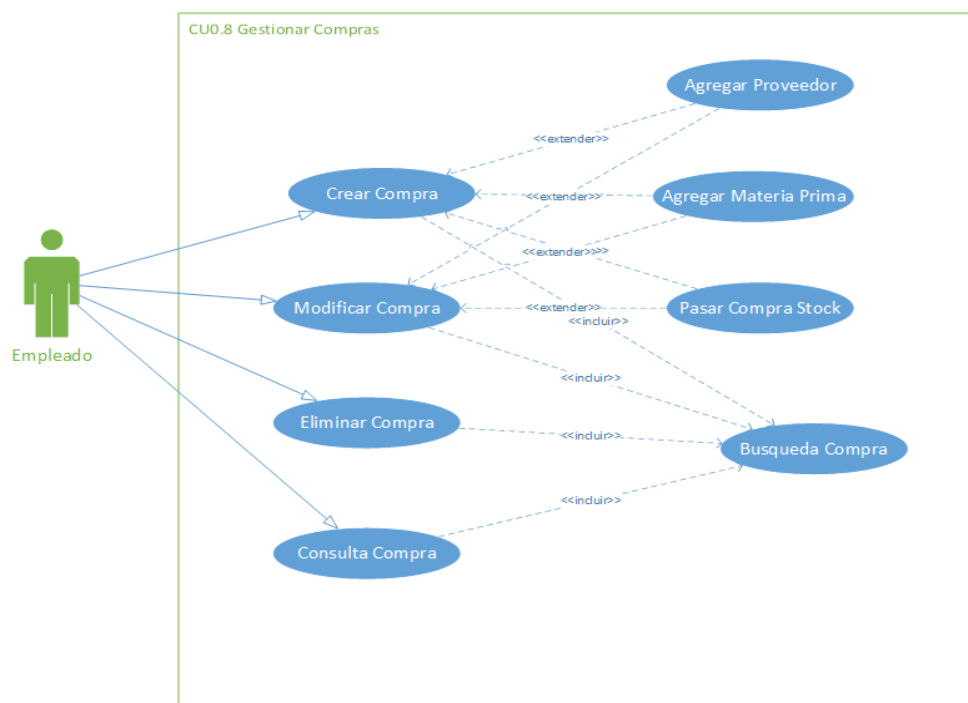 CU0.8 Gestionar Compras
Agregar Proveedor
<<extender>>
Crear Compra
Agregar Materia Prima
<<extender>>
<<extender>>
>>
Modificar Compra
<<extender>>
Pasar Compra Stock
<<incluir>>
Empleado
<<incluir>>
Eliminar Compra
<<incluir>>
Busqueda Compra
<<incluir>>
Consulta Compra